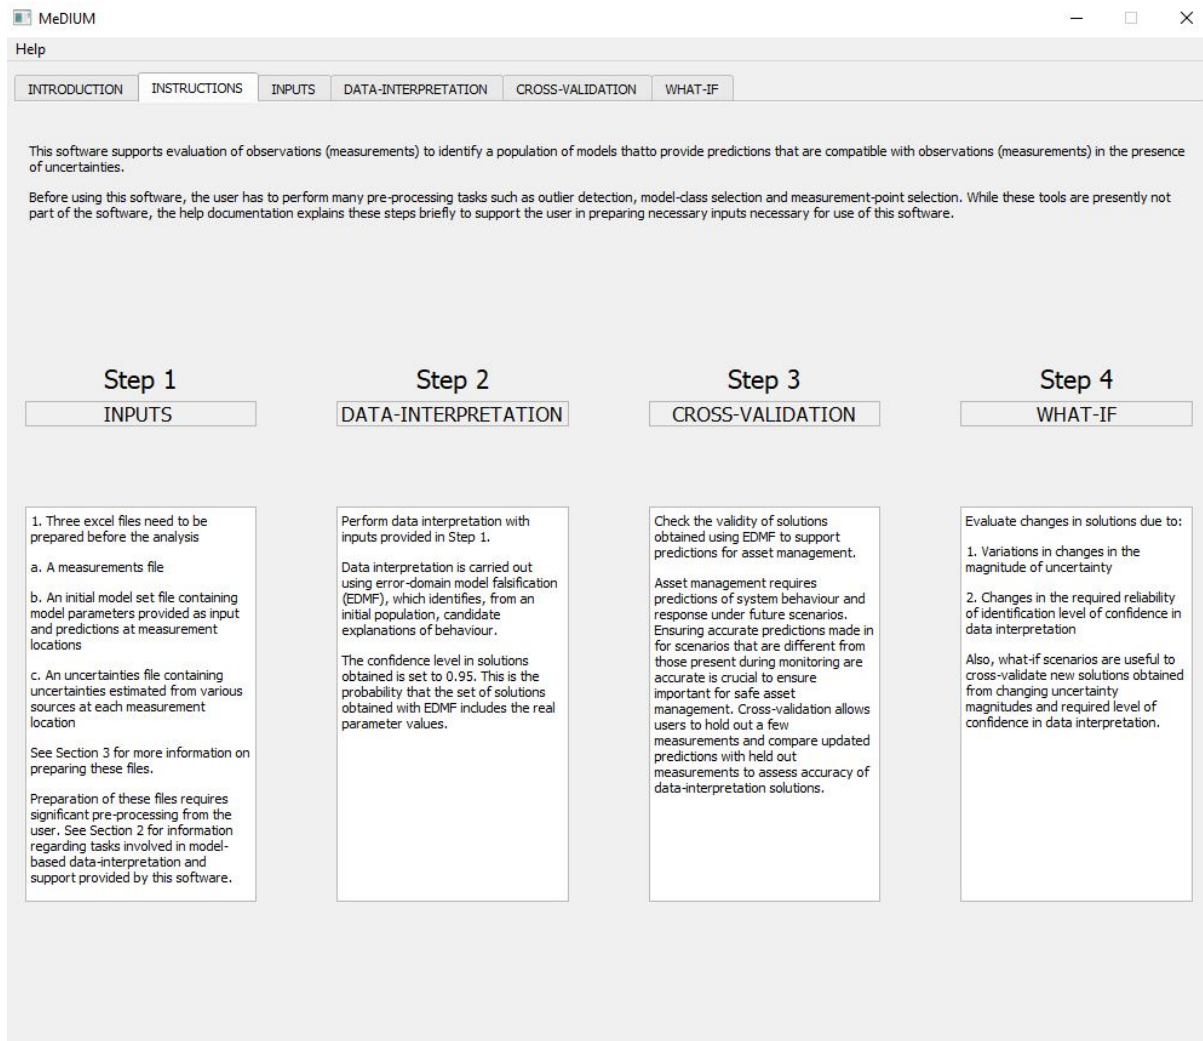 MeDIUM
Help
INTRODUCTION
INSTRUCTIONS
INPUTS
DATA-INTERPRETATION
CROSS-VALIDATION
WHAT-IF
This software supports evaluation of observations (measurements) to identify a population of models thatto provide predictions that are compatible with observations (measurements) in the presence
of uncertainties.
Before using this software, the user has to perform many pre-processing tasks such as outlier detection, model-class selection and measurement-point selection. While these tools are presently not
part of the software, the help documentation explains these steps briefly to support the user in preparing necessary inputs necessary for use of this software.
Step 1
INPUTS
1. Three excel files need to be
prepared before the analysis
a. A measurements file
b. An initial model set file containing
model parameters provided as input
and predictions at measurement
locations
c. An uncertainties file containing
uncertainties estimated from various
sources at each measurement
location
See Section 3 for more information on
preparing these files.
Preparation of these files requires
significant pre-processing from the
user. See Section 2 for information
regarding tasks involved in model-
based data-interpretation and
support provided by this software.
Step 2
DATA-INTERPRETATION
Perform data interpretation with
inputs provided in Step 1.
Data interpretation is carried out
using error-domain model falsification
(EDMF), which identifies, from an
initial population, candidate
explanations of behaviour.
The confidence level in solutions
obtained is set to 0.95. This is the
probability that the set of solutions
obtained with EDMF includes the real
parameter values.
Step 3
CROSS-VALIDATION
Check the validity of solutions
obtained using EDMF to support
predictions for asset management.
Asset management requires
predictions of system behaviour and
response under future scenarios.
Ensuring accurate predictions made in
for scenarios that are different from
those present during monitoring are
accurate is crucial to ensure
important for safe asset
management. Cross-validation allows
users to hold out a few
measurements and compare updated
predictions with held out
measurements to assess accuracy of
data-interpretation solutions.
Step 4
WHAT-IF
Evaluate changes in solutions due to:
1. Variations in changes in the
magnitude of uncertainty
2. Changes in the required reliability
of identification level of confidence in
data interpretation
Also, what-if scenarios are useful to
cross-validate new solutions obtained
from changing uncertainty
magnitudes and required level of
confidence in data interpretation.